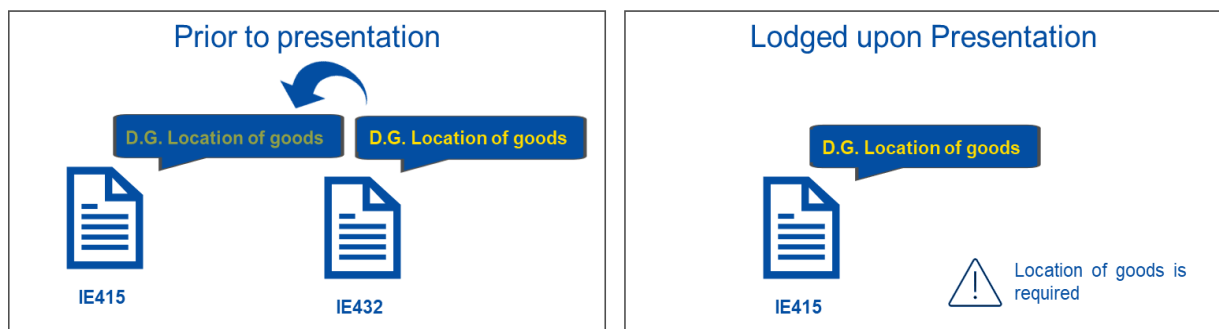 Prior to presentation
D.G. Location of goods
D.G. Location of goods
IE415
IE432
Lodged upon Presentation
D.G. Location of goods
IE415
Location of goods is
required